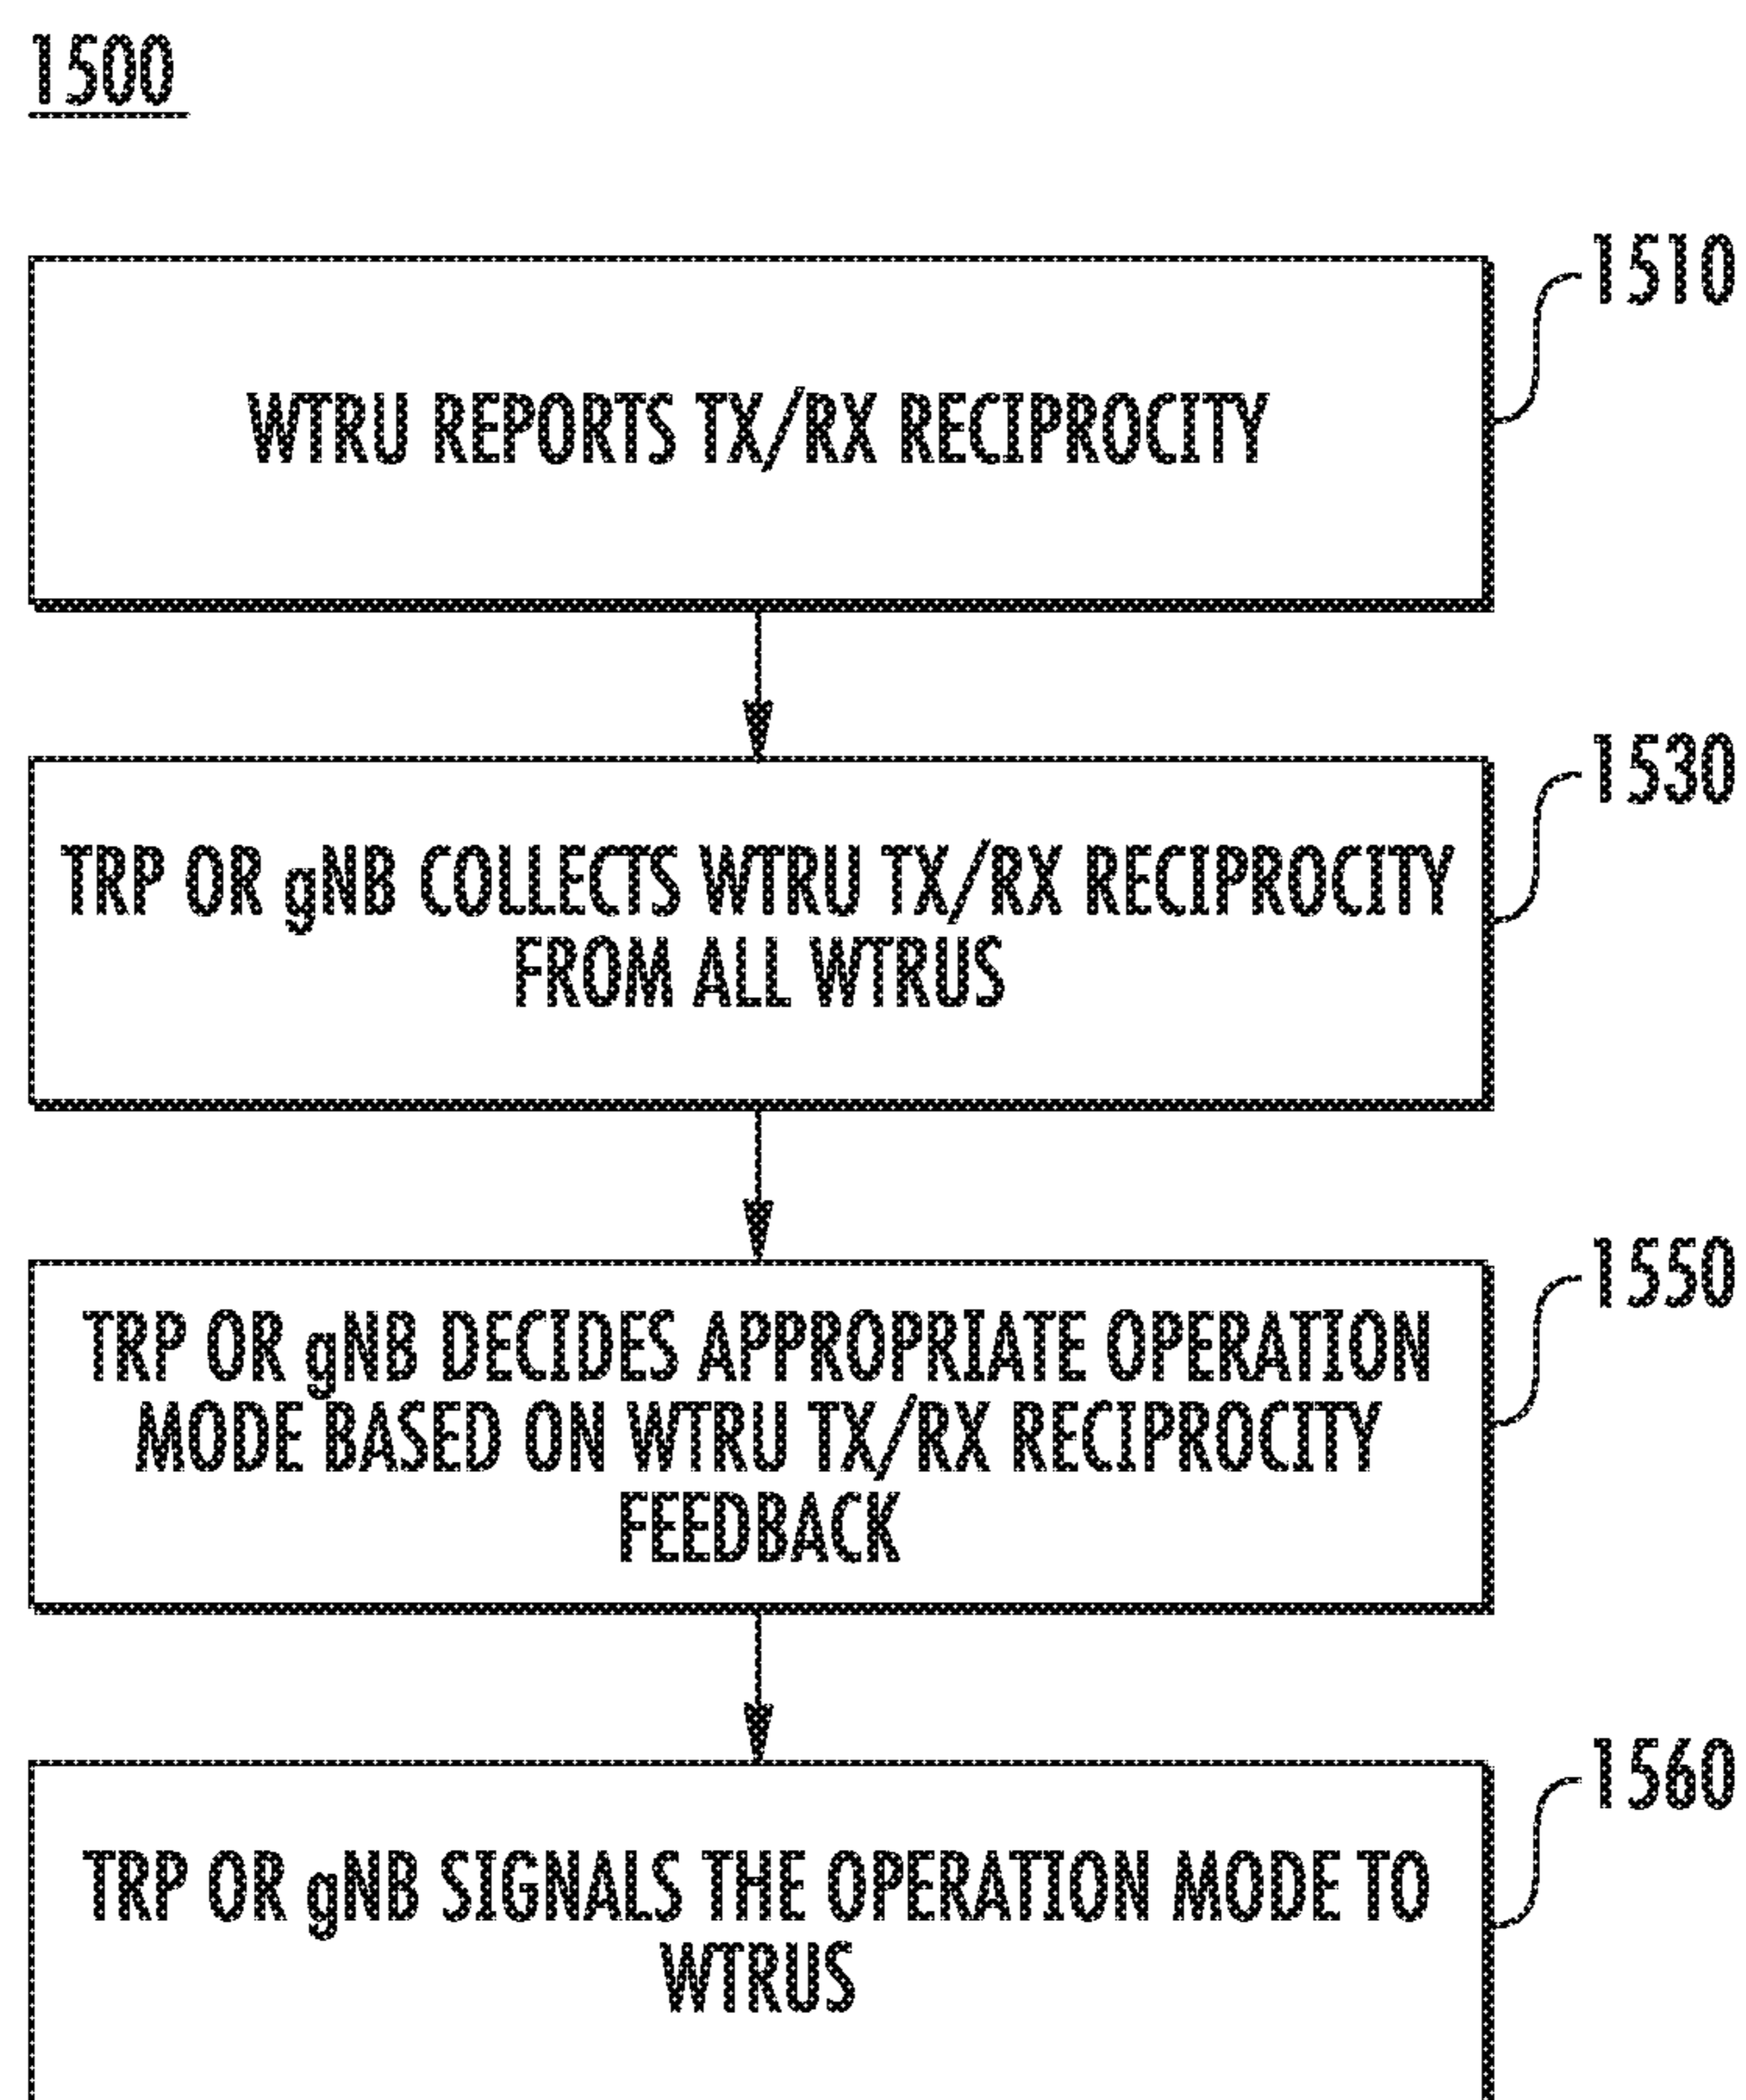 1500
1510
WTRU REPORTS TX/RX RECIPROCITY
1530
TRP OR gNB COLLECTS WTRU TX/RX RECIPROCITY
FROM ALL WTRUS
1550
TRP OR gNB DECIDES APPROPRIATE OPERATION
MODE BASED ON WTRU TX/RX RECIPROCITY
FEEDBACK
1560
TRP OR gNB SIGNALS THE OPERATION MODE TO
WTRUS